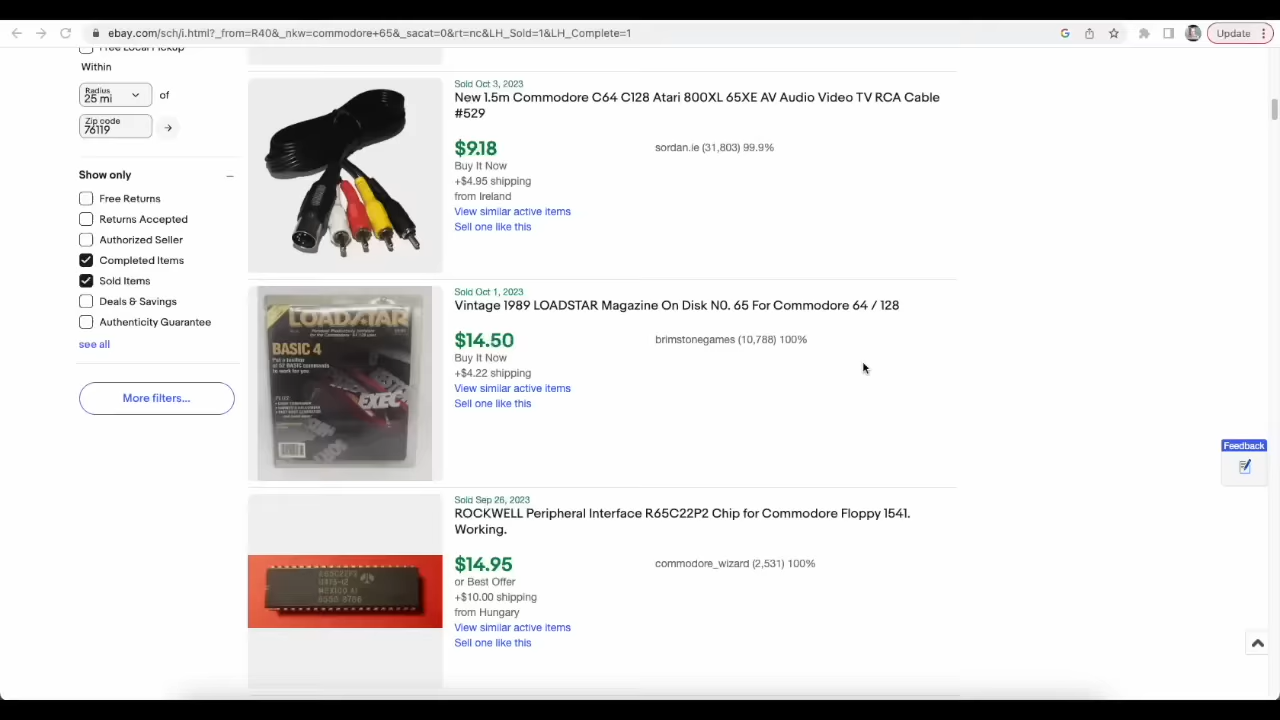 ebay.com/sch/i.html?_from=R40&_nkw=commodore+65&_sacat=0&rt=nc&LH_Sold=1&LH_Complete=1
Update
Free Local Pickup
Within
Radius
25 mi
of
Zip code
76119
Show only
Free Returns
Returns Accepted
Authorized Seller
Completed Items
Sold Items
Deals & Savings
Authenticity Guarantee
see all
More filters...
Sold Oct 3, 2023
New 1.5m Commodore C64 C128 Atari 800XL 65XE AV Audio Video TV RCA Cable
#529
$9.18
sordan.ie (31,803) 99.9%
Buy It Now
+$4.95 shipping
from Ireland
View similar active items
Sell one like this
LOADSTAR
BASIC 4
EXEC
Sold Oct 1, 2023
Vintage 1989 LOADSTAR Magazine On Disk N0. 65 For Commodore 64 / 128
$14.50
brimstonegames (10,788) 100%
Buy It Now
+$4.22 shipping
View similar active items
Sell one like this
Sold Sep 26, 2023
ROCKWELL Peripheral Interface R65C22P2 Chip for Commodore Floppy 1541.
Working.
$14.95
commodore_wizard (2,531) 100%
or Best Offer
+$10.00 shipping
from Hungary
View similar active items
Sell one like this
Feedback